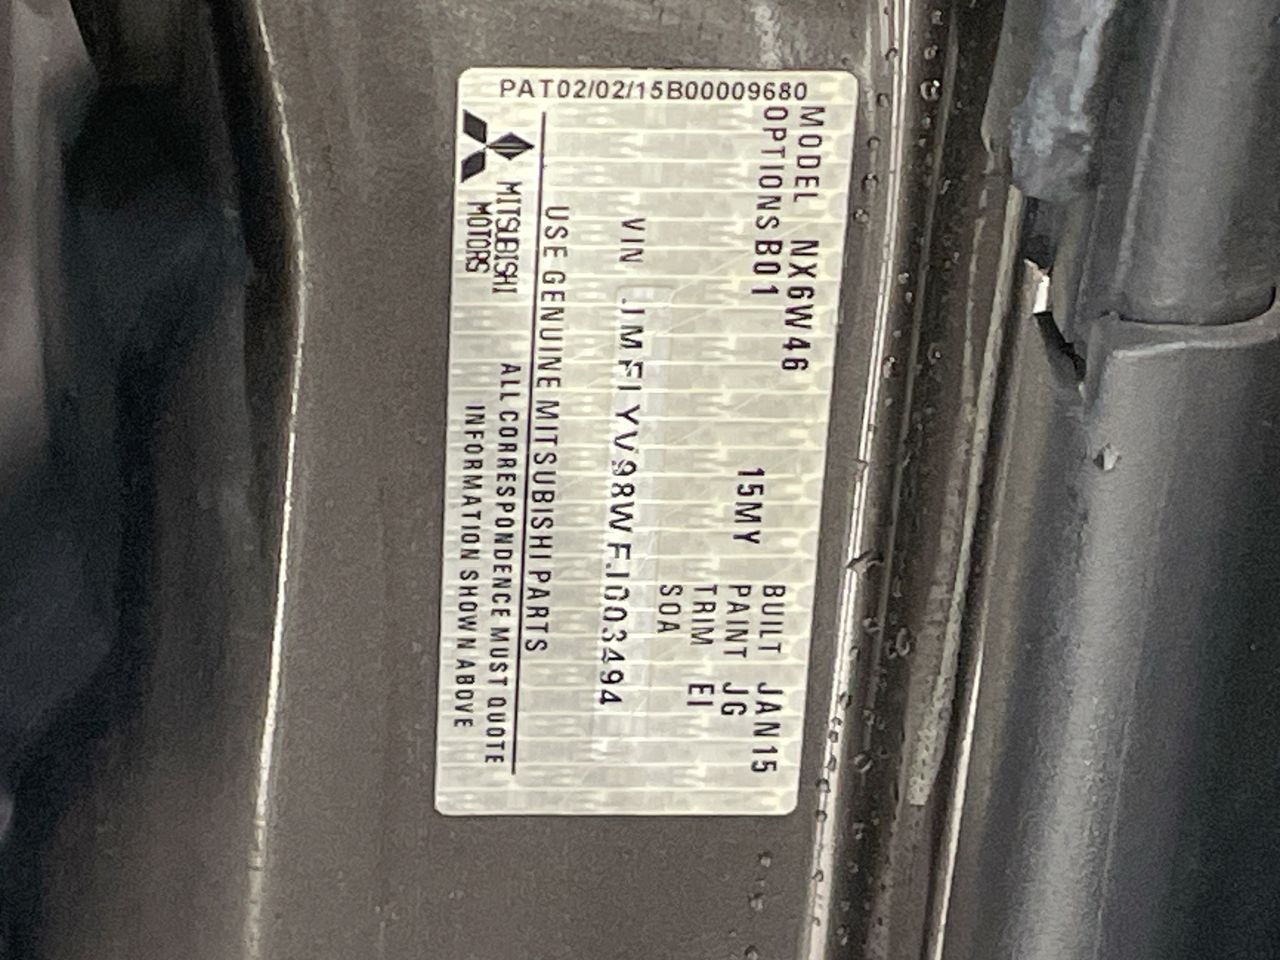 PAT02/02/15B00009680
MODEL NX6W46
OPTIONS B01
15MY
BUILT JAN15
PAINT JG
TRIM EI
SOA
VIN JMFLYV98WFJ003494
USE GENUINE MITSUBISHI PARTS
MITSUBISHI
MOTORS
ALL CORRESPONDENCE MUST QUOTE
INFORMATION SHOWN ABOVE